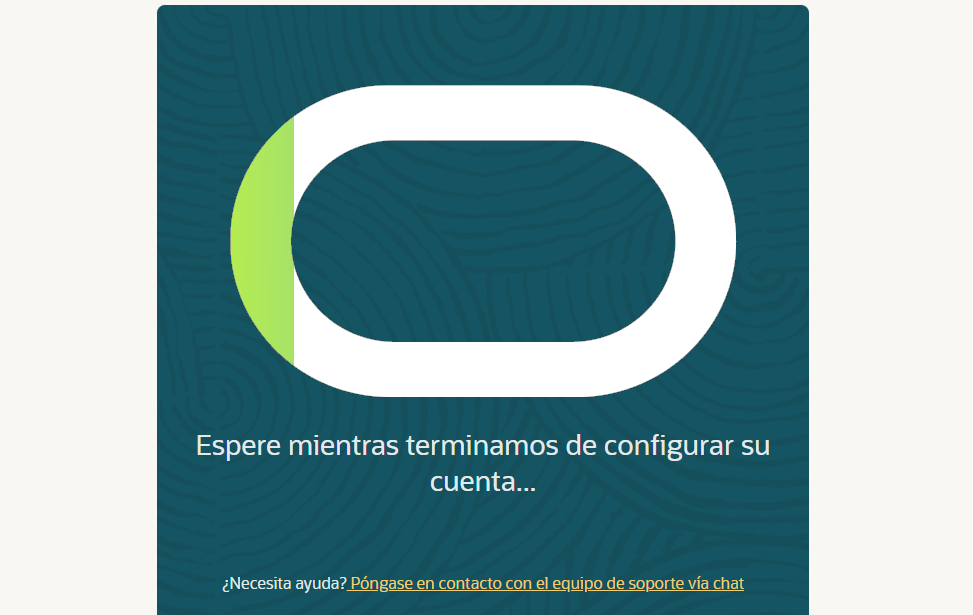 Espere mientras terminamos de configurar su
cuenta...
¿Necesita ayuda? Póngase en contacto con el equipo de soporte vía chat